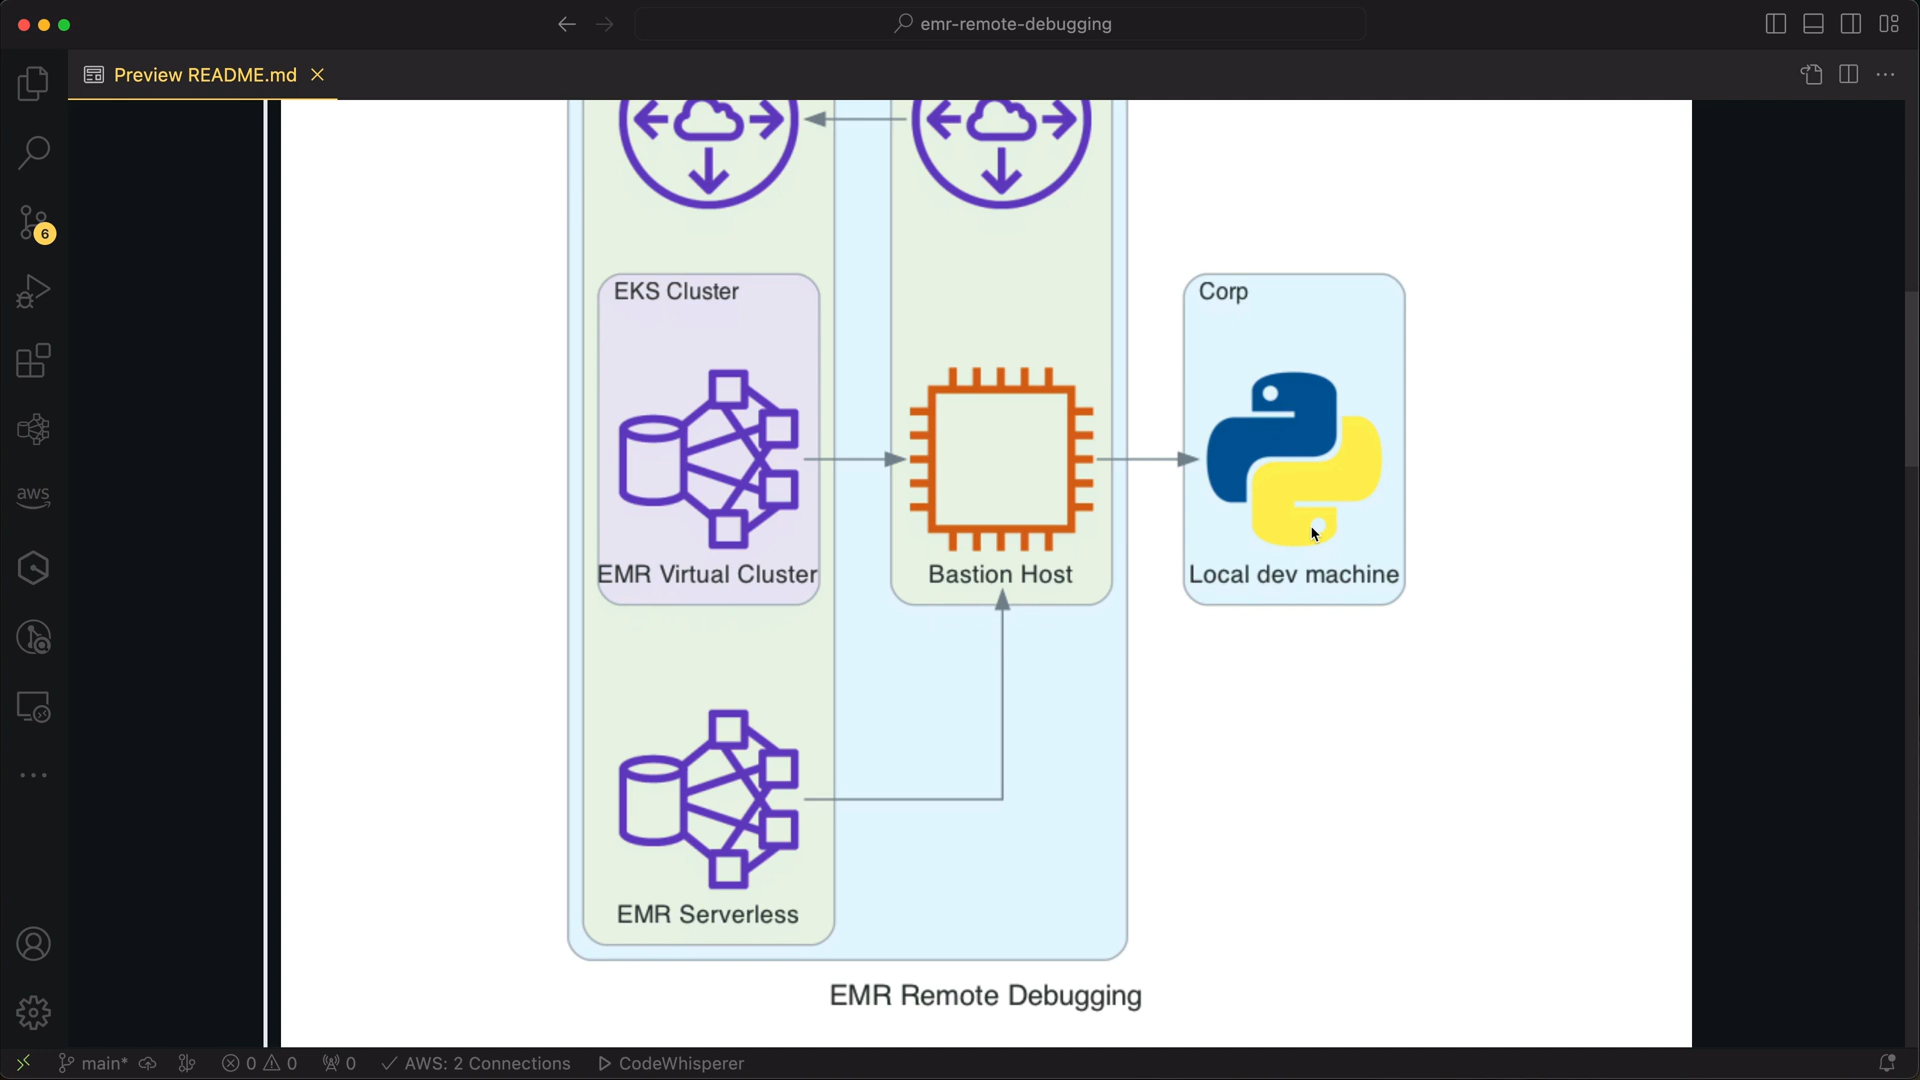 emr-remote-debugging
Preview README.md
6
EKS Cluster
Corp
EMR Virtual Cluster
Bastion Host
Local dev machine
aws
EMR Serverless
EMR Remote Debugging
main* 0 0 0 AWS: 2 Connections CodeWhisperer